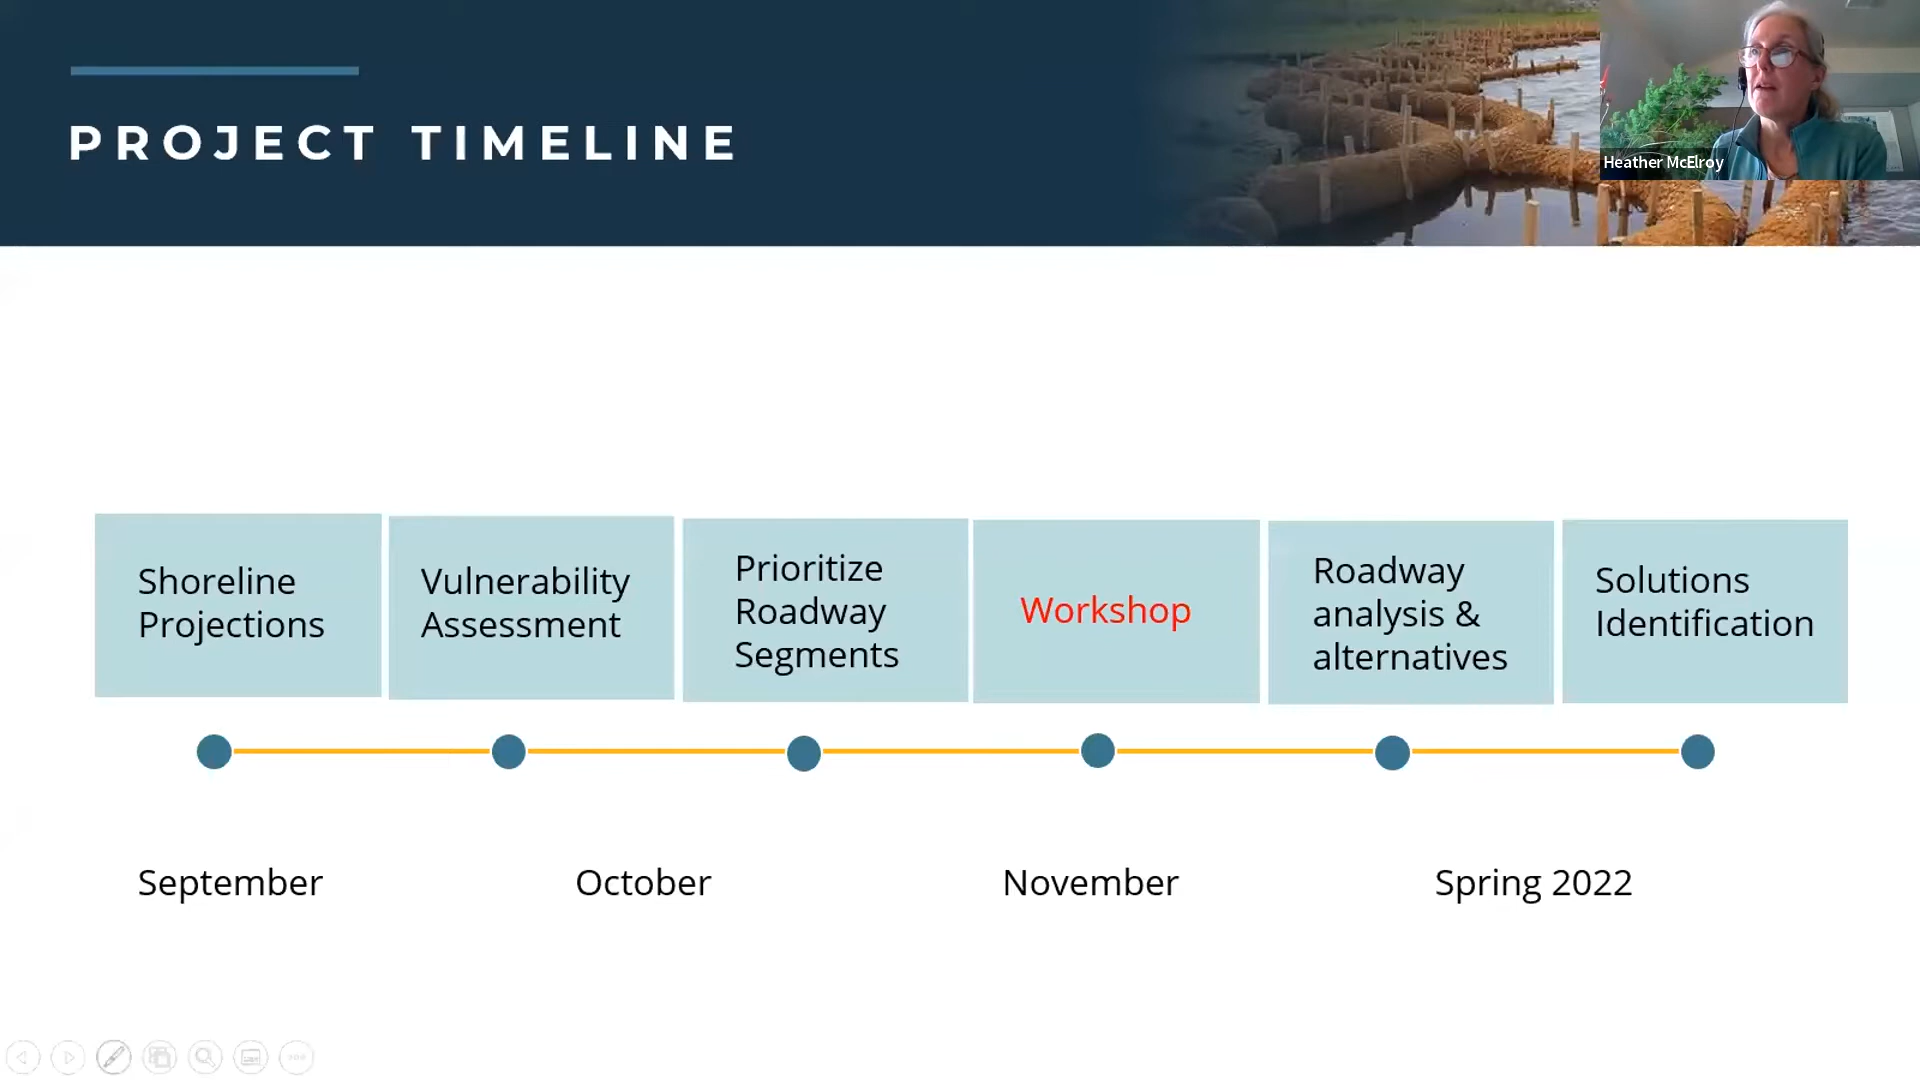 PROJECT TIMELINE
Heather McElroy
Shoreline
Projections
Vulnerability
Assessment
Prioritize
Roadway
Segments
Workshop
Roadway
analysis &
alternatives
Solutions
Identification
September
October
November
Spring 2022